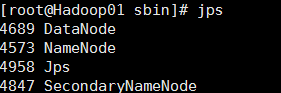 [root@Hadoop01 sbin]# jps
4689 DataNode
4573 NameNode
4958 Jps
4847 SecondaryNameNode